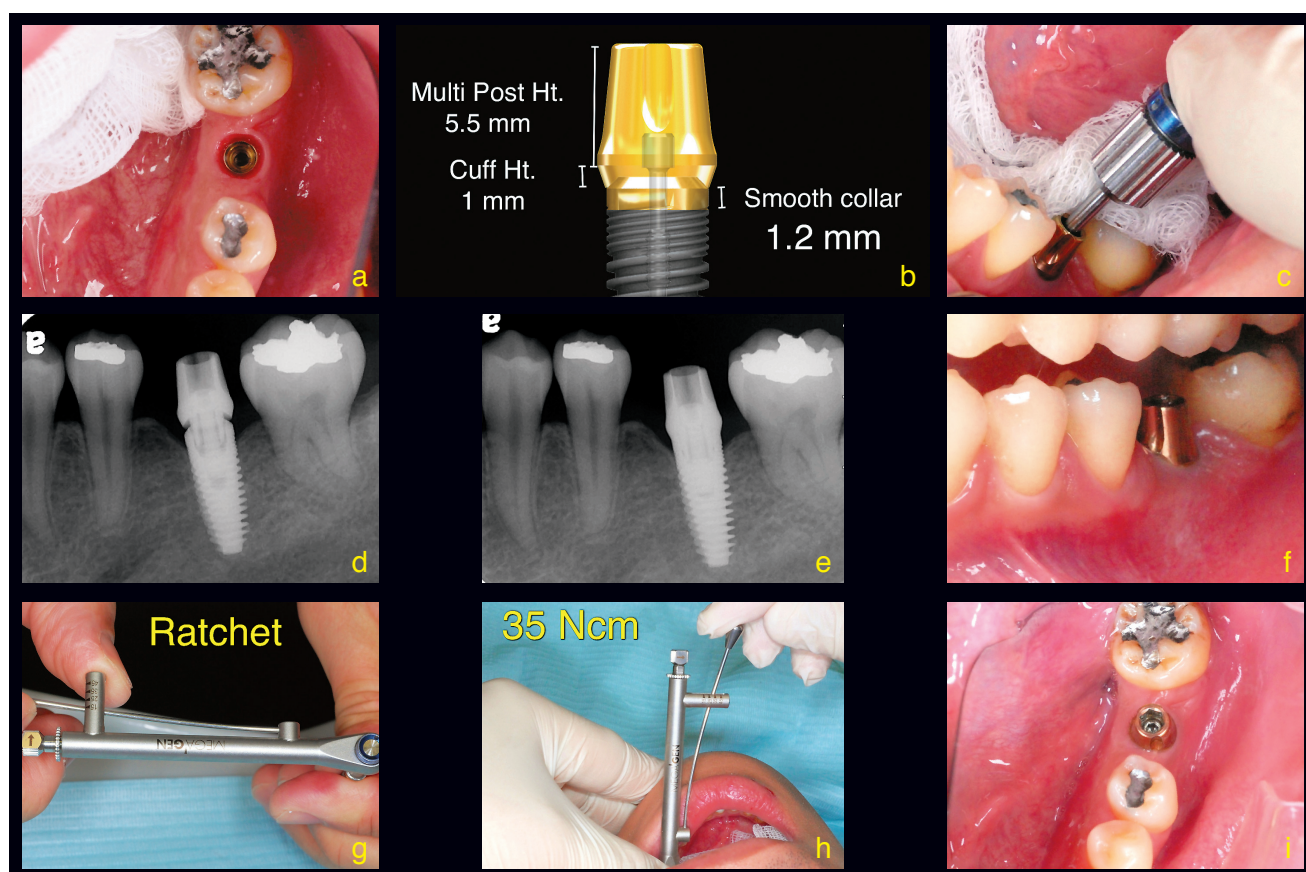 a
Multi Post Ht.
5.5 mm
Cuff Ht.
1 mm
Smooth collar
1.2 mm
b
c
a
d
a
e
f
Ratchet
MEGAGEN
g
35 Ncm
MEGAGEN
h
i